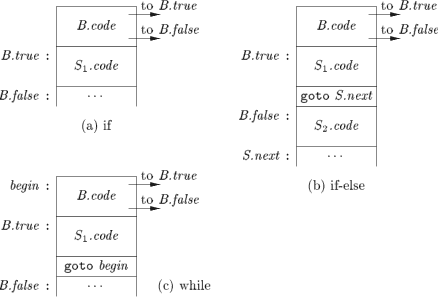 to B.true
B.code
to B.false
B.true :
S1.code
B.false :
...
(a) if
to B.true
B.code
to B.false
B.true :
S1.code
goto S.next
B.false :
S2.code
S.next :
...
(b) if-else
to B.true
begin :
B.code
to B.false
B.true :
S1.code
goto begin
B.false :
...
(c) while